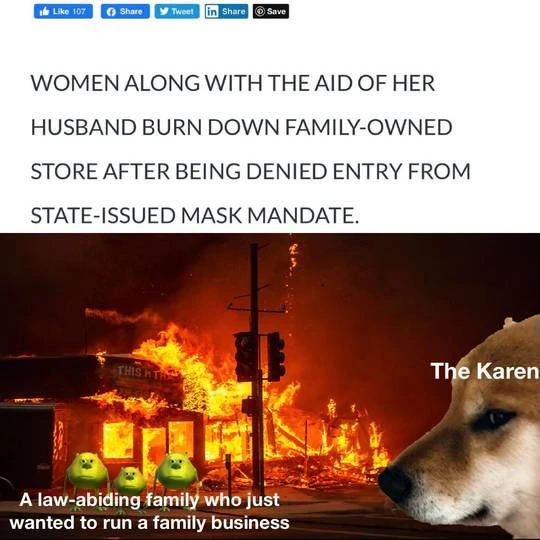 Like 107
Share
Tweet
Share
Save
WOMEN ALONG WITH THE AID OF HER
HUSBAND BURN DOWN FAMILY-OWNED
STORE AFTER BEING DENIED ENTRY FROM
STATE-ISSUED MASK MANDATE.
THIS
The Karen
A law-abiding family who just
wanted to run a family business